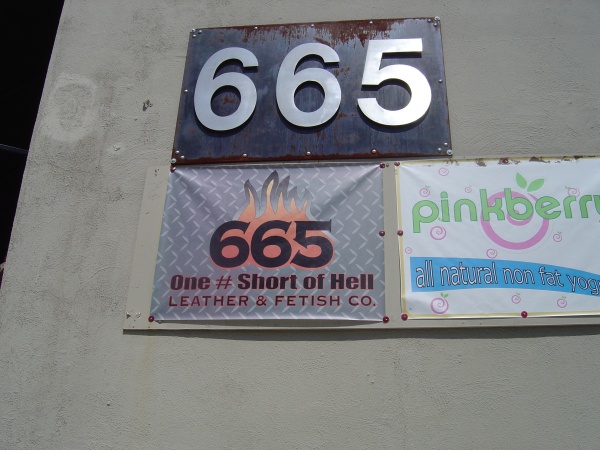 665
665
One # Short of Hell
LEATHER & FETISH CO.
pinkberry
all natural non fat